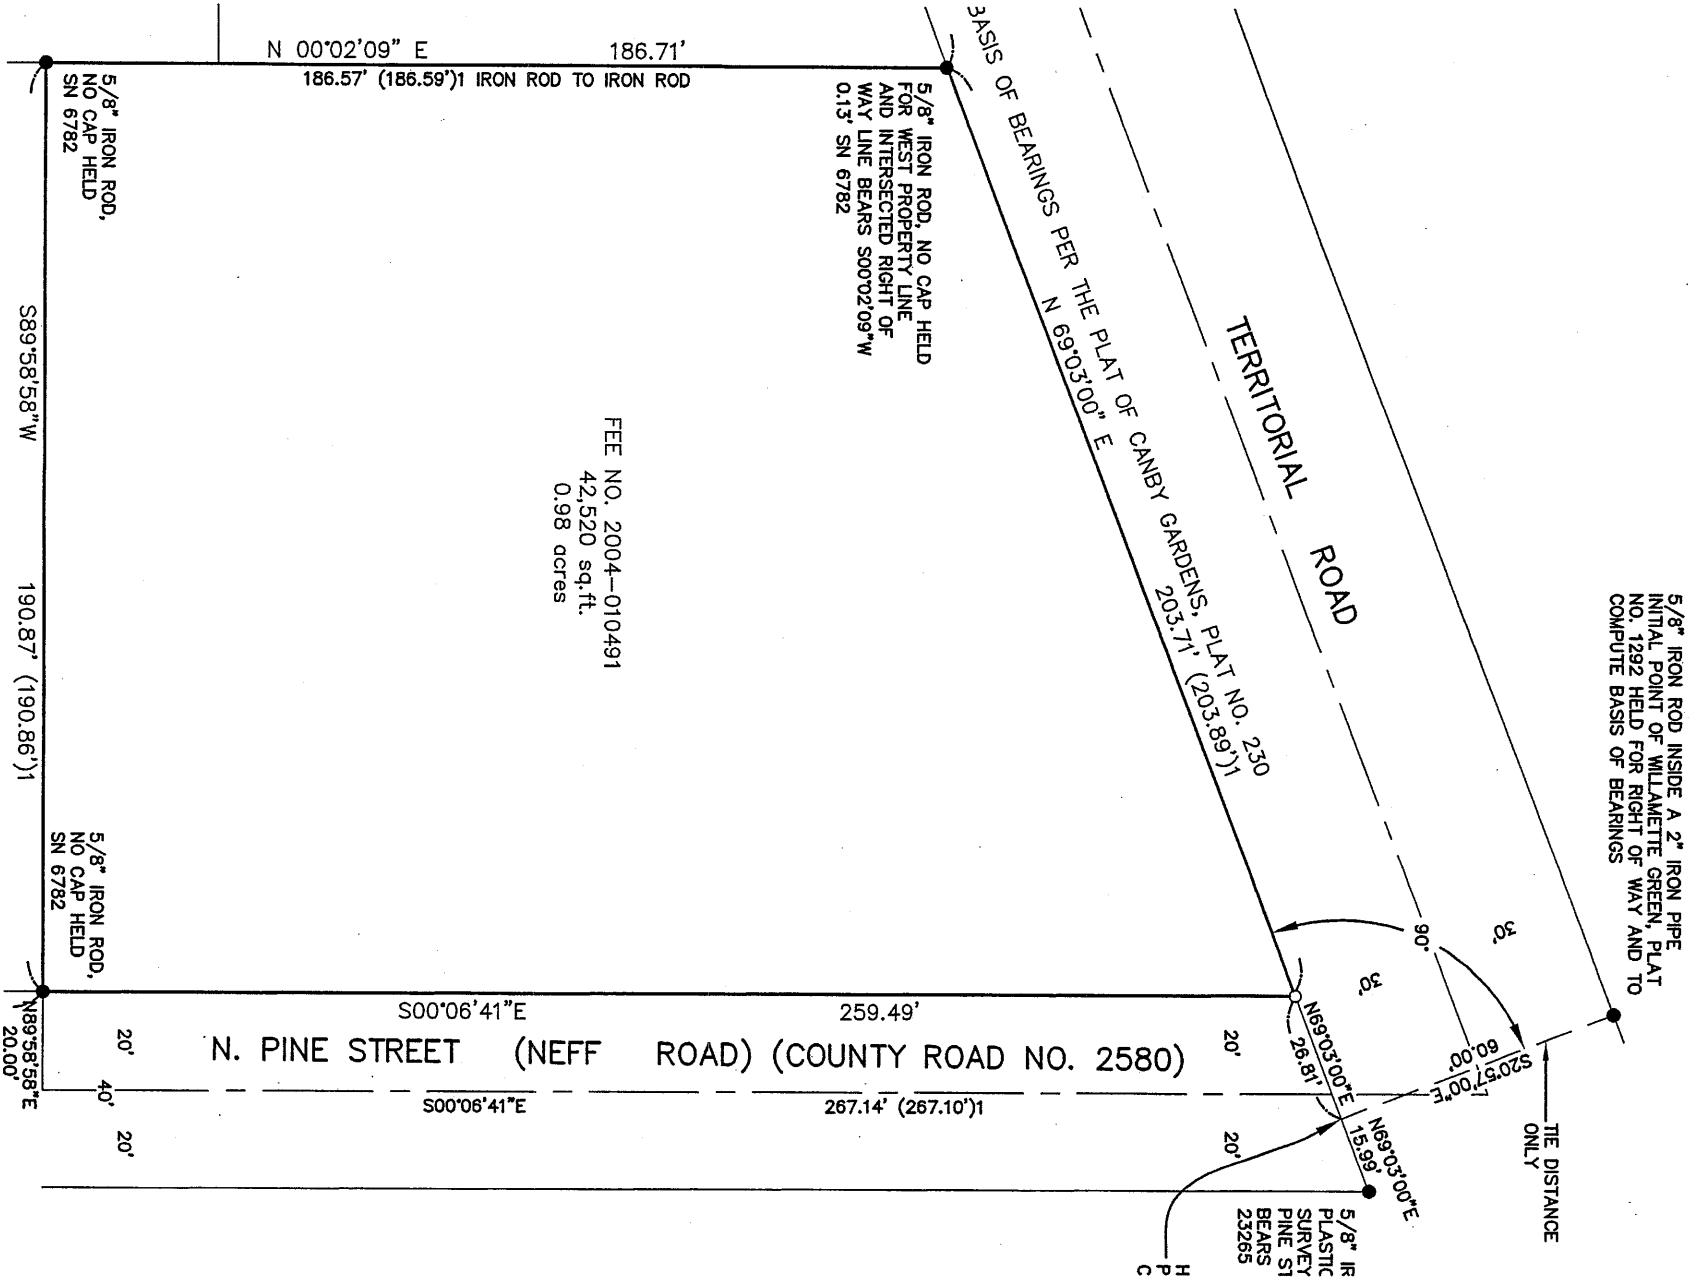 N 00°02'09" E 186.71'
186.57' (186.59')1 IRON ROD TO IRON ROD
5/8" IRON ROD,
NO CAP HELD
SN 6782
5/8" IRON ROD, NO CAP HELD
FOR WEST PROPERTY LINE
AND INTERSECTED RIGHT OF
WAY LINE BEARS S00°02'09"W
0.13' SN 6782
BASIS OF BEARINGS PER THE PLAT OF CANBY GARDENS, PLAT NO. 230
N 69°03'00" E
203.71' (203.89')1
TERRITORIAL ROAD
5/8" IRON ROD INSIDE A 2" IRON PIPE
INITIAL POINT OF WILLAMETTE GREEN, PLAT
NO. 1292 HELD FOR RIGHT OF WAY AND TO
COMPUTE BASIS OF BEARINGS
FEE NO. 2004-010491
42,520 sq.ft.
0.98 acres
S89°58'58"W
190.87' (190.86')1
5/8" IRON ROD,
NO CAP HELD
SN 6782
90°
30'
30'
S00°06'41"E 259.49'
N. PINE STREET (NEFF ROAD) (COUNTY ROAD NO. 2580)
S00°06'41"E 267.14' (267.10')1
N89°58'58"E
20.00'
20'
40'
20'
20'
20'
N69°03'00"E
26.81'
N69°03'00"E
15.99'
S20°57'00"E
60.00'
TIE DISTANCE
ONLY
5/8" IR
PLASTIC
SURVEY
PINE ST
BEARS
23265
H
P
C